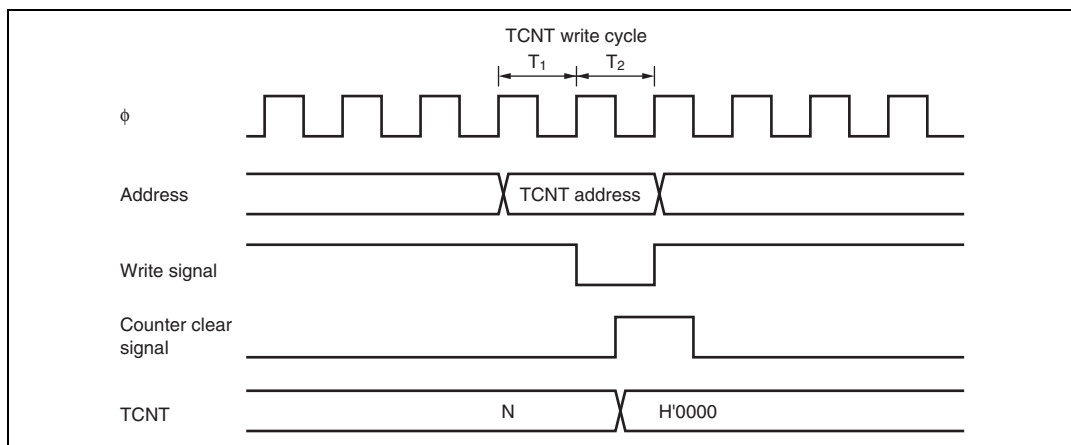 TCNT write cycle
T1 T2
ϕ
Address
TCNT address
Write signal
Counter clear
signal
TCNT
N
H'0000